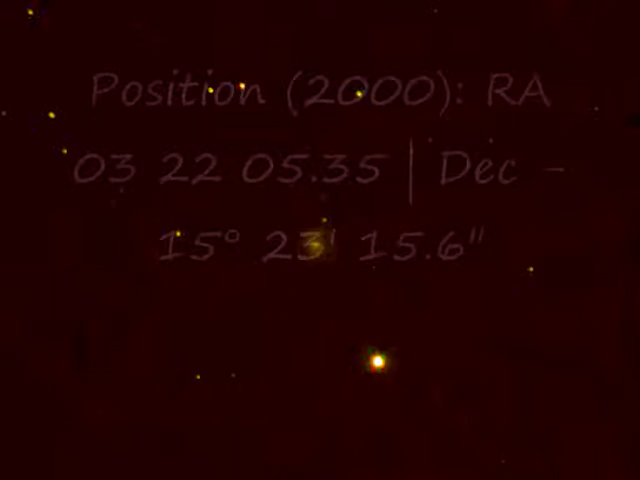 Position (2000): RA
03 22 05.35 | Dec -
15° 23' 15.6"